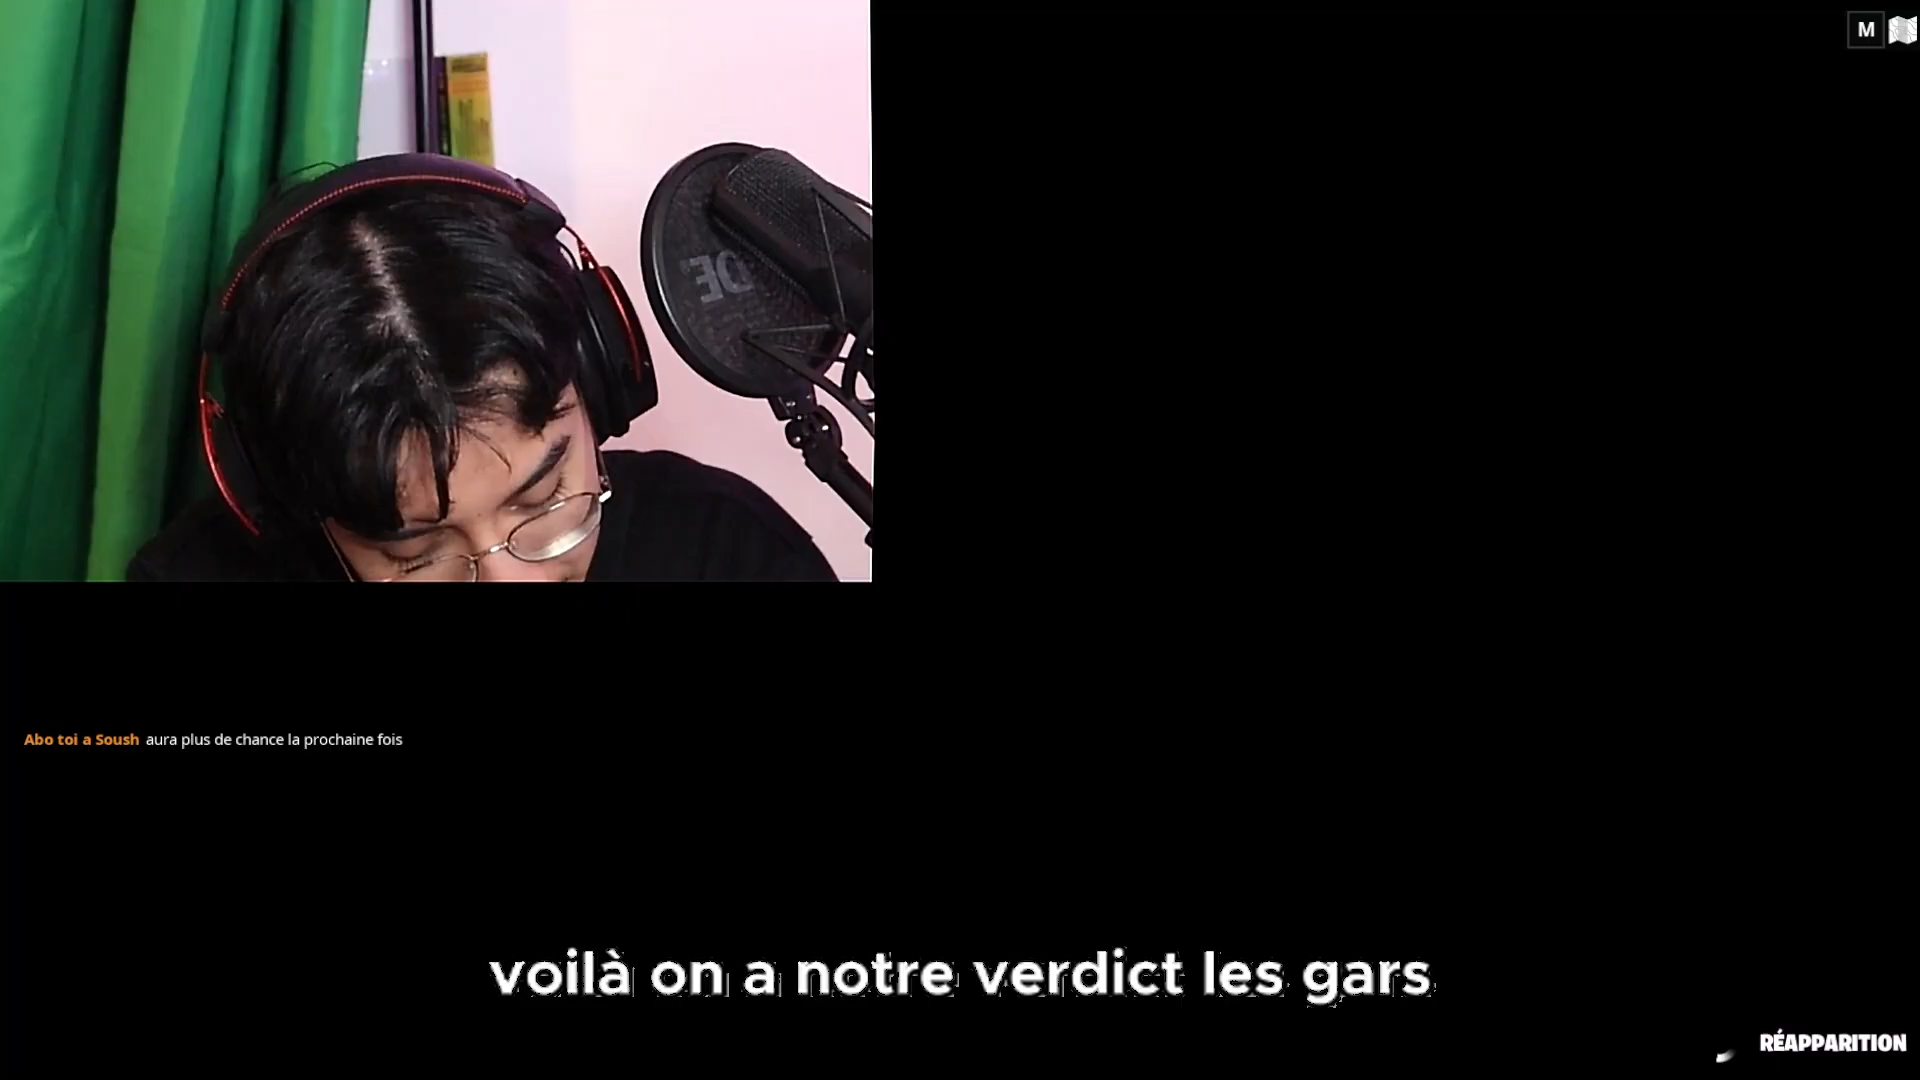 M
Abo toi a Soush aura plus de chance la prochaine fois
voilà on a notre verdict les gars
RÉAPPARITION